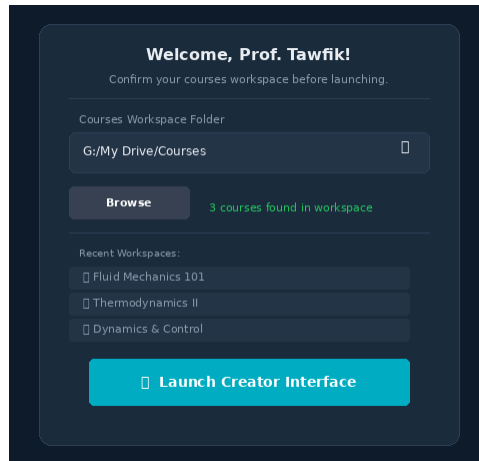 Welcome, Prof. Tawfik!
Confirm your courses workspace before launching.
Courses Workspace Folder
G:/My Drive/Courses
Browse
3 courses found in workspace
Recent Workspaces:
Fluid Mechanics 101
Thermodynamics II
Dynamics & Control
Launch Creator Interface